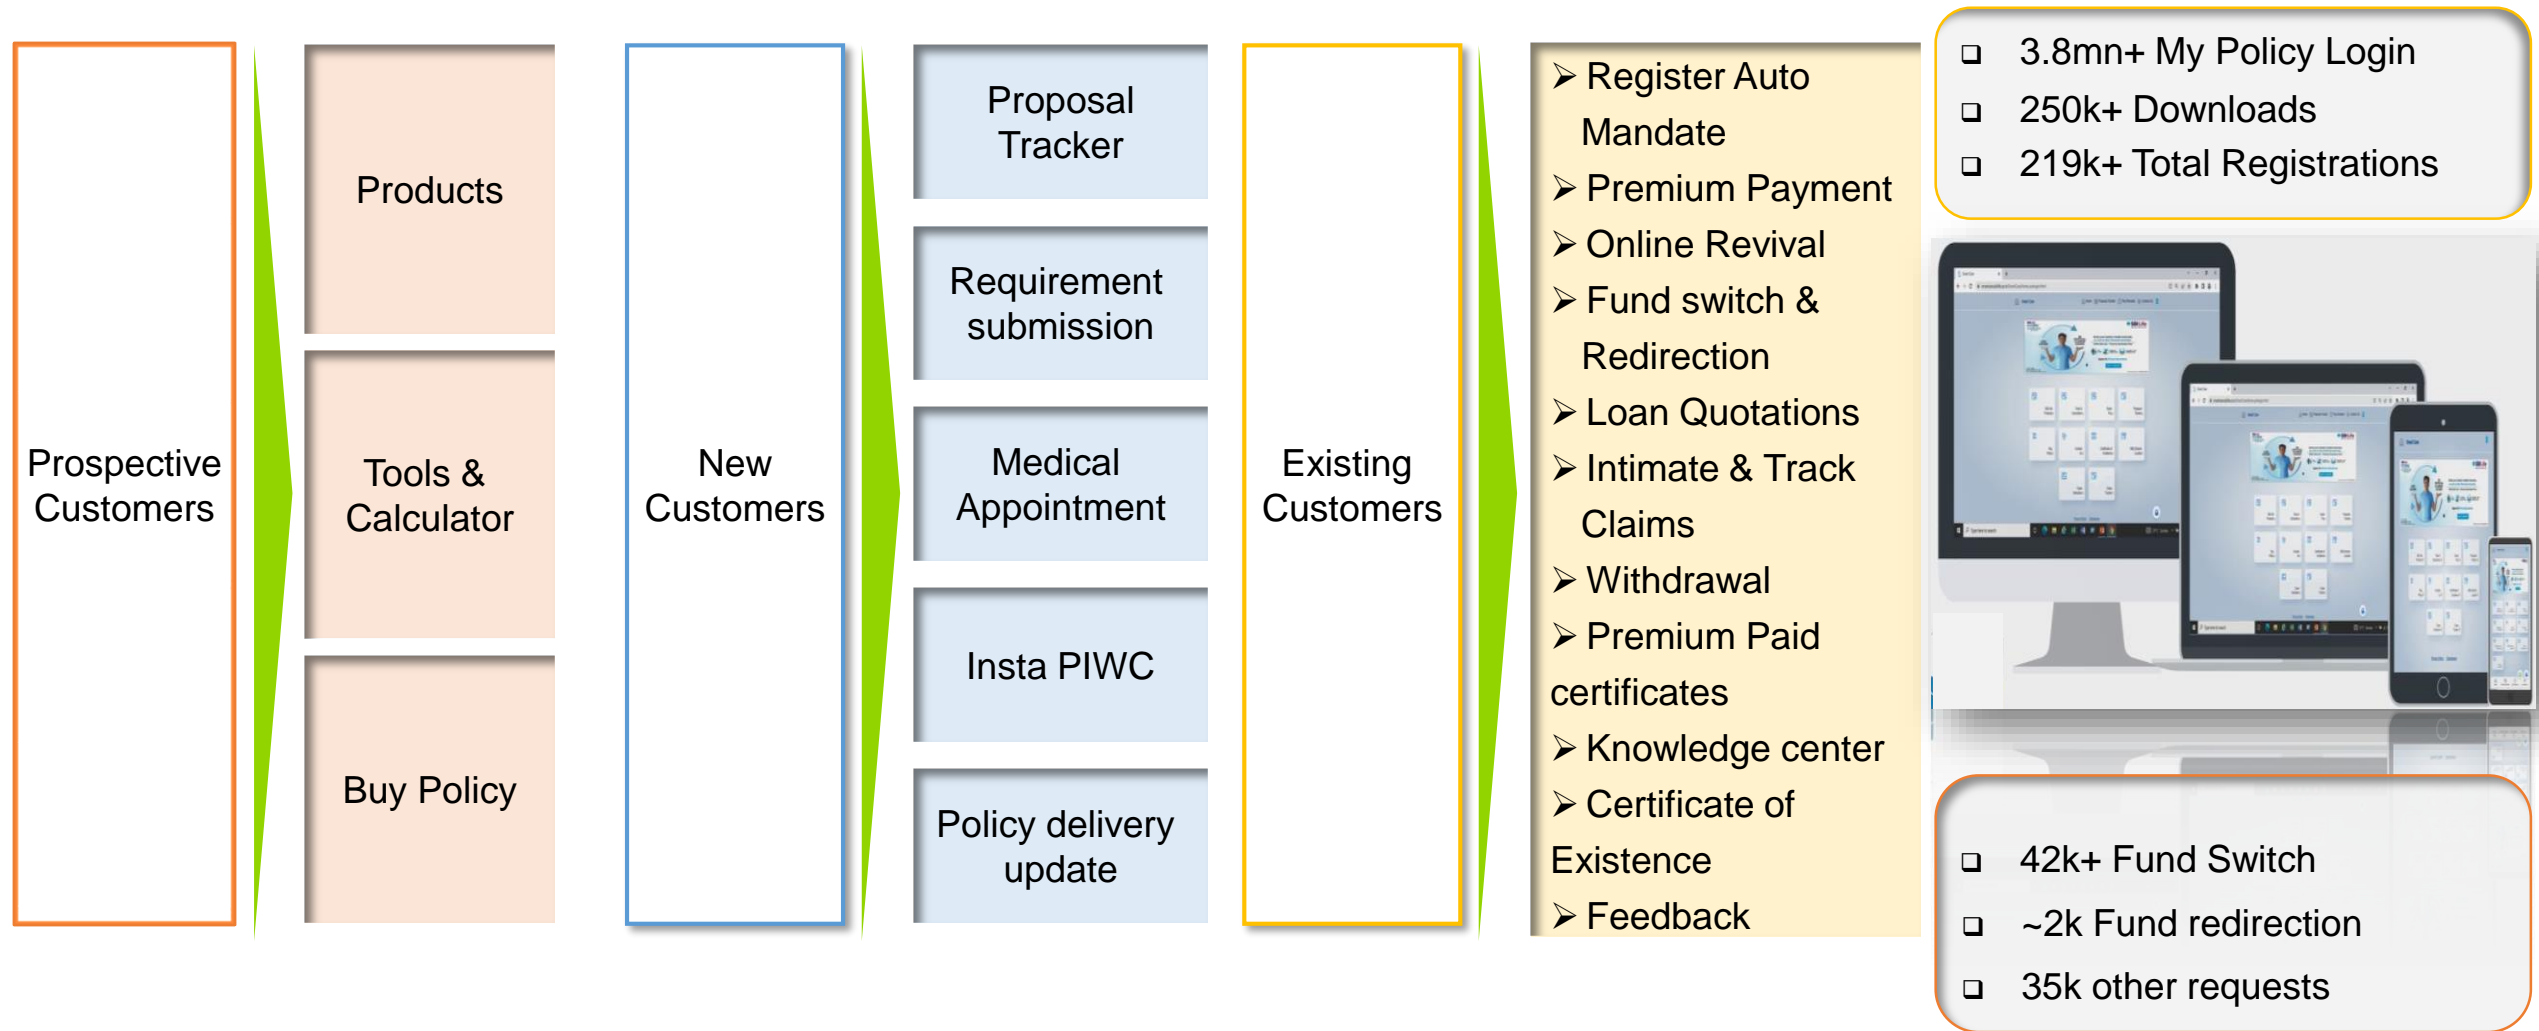 Prospective
Customers
Products
Tools &
Calculator
Buy Policy
New
Customers
Proposal
Tracker
Requirement
submission
Medical
Appointment
Insta PIWC
Policy delivery
update
Existing
Customers
➢ Register Auto
Mandate
➢ Premium Payment
➢ Online Revival
➢ Fund switch &
Redirection
➢ Loan Quotations
➢ Intimate & Track
Claims
➢ Withdrawal
➢ Premium Paid
certificates
➢ Knowledge center
➢ Certificate of
Existence
➢ Feedback
❑ 3.8mn+ My Policy Login
❑ 250k+ Downloads
❑ 219k+ Total Registrations
❑ 42k+ Fund Switch
❑ ~2k Fund redirection
❑ 35k other requests